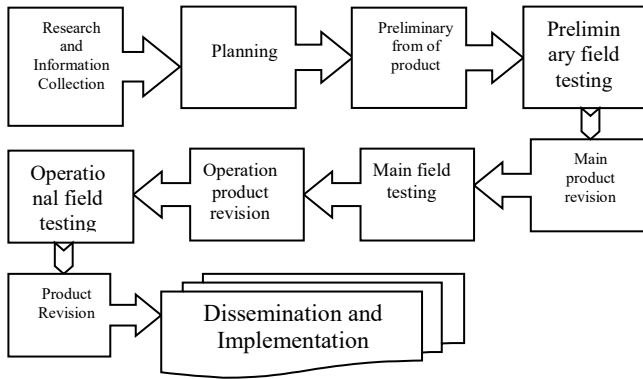 Research
and
Information
Collection
Planning
Preliminary
from of
product
Prelimin
ary field
testing
Main
product
revision
Main field
testing
Operation
product
revision
Operatio
nal field
testing
Product
Revision
Dissemination and
Implementation